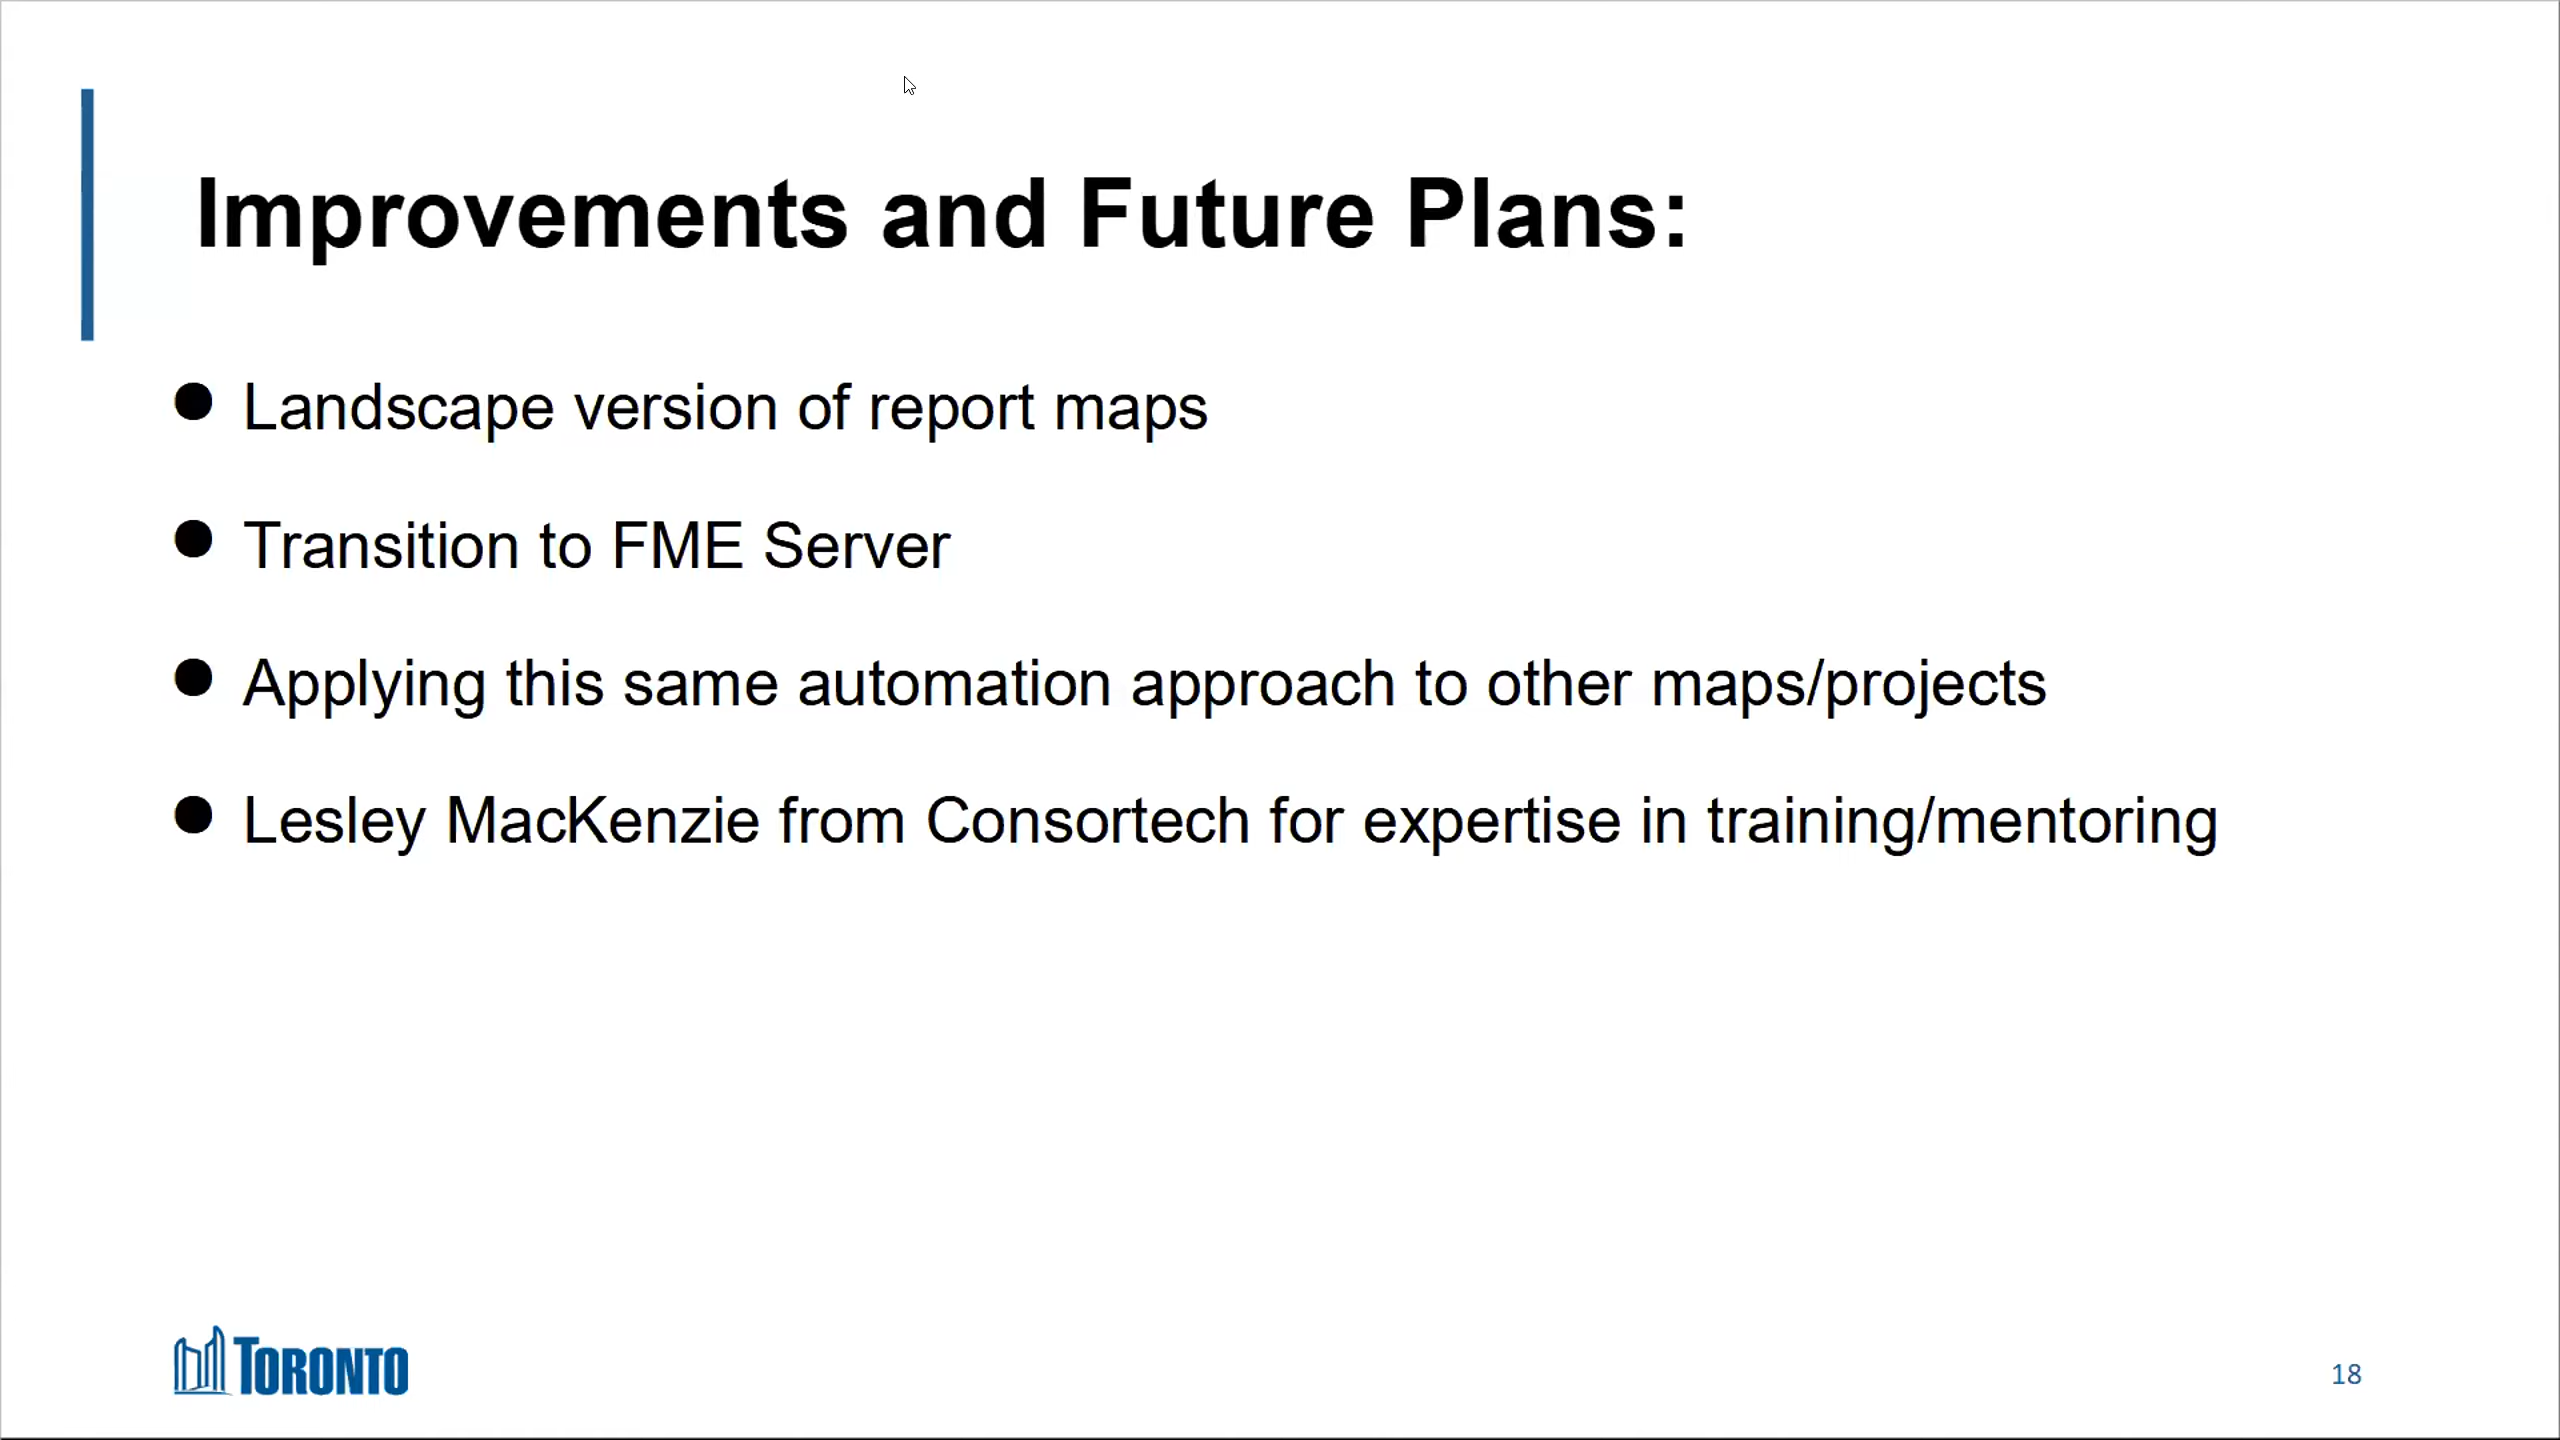 Improvements and Future Plans:
Landscape version of report maps
Transition to FME Server
Applying this same automation approach to other maps/projects
Lesley MacKenzie from Consortech for expertise in training/mentoring
TORONTO
18